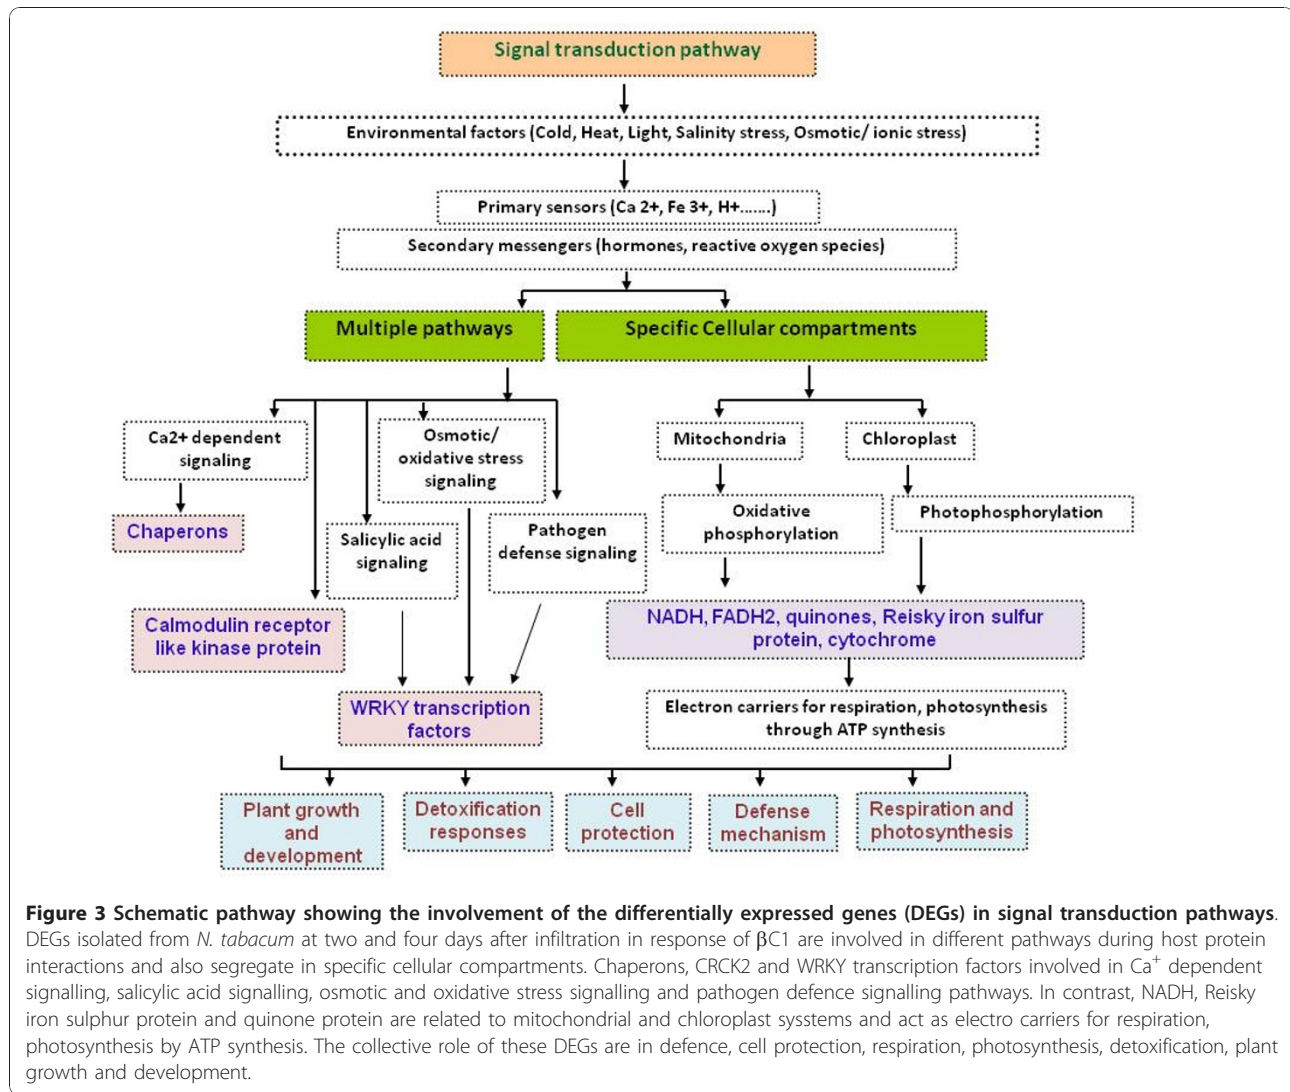 Signal transduction pathway
Environmental factors (Cold, Heat, Light, Salinity stress, Osmotic/ ionic stress)
Primary sensors (Ca 2+, Fe 3+, H+.......)
Secondary messengers (hormones, reactive oxygen species)
Multiple pathways
Specific Cellular compartments
Ca2+ dependent
signaling
Osmotic/
oxidative stress
signaling
Mitochondria
Chloroplast
Chaperons
Salicylic acid
signaling
Pathogen
defense signaling
Oxidative
phosphorylation
Photophosphorylation
Calmodulin receptor
like kinase protein
NADH, FADH2, quinones, Reisky iron sulfur
protein, cytochrome
WRKY transcription
factors
Electron carriers for respiration, photosynthesis
through ATP synthesis
Plant growth
and
development
Detoxification
responses
Cell
protection
Defense
mechanism
Respiration and
photosynthesis
Figure 3 Schematic pathway showing the involvement of the differentially expressed genes (DEGs) in signal transduction pathways.
DEGs isolated from N. tabacum at two and four days after infiltration in response of βC1 are involved in different pathways during host protein
interactions and also segregate in specific cellular compartments. Chaperons, CRCK2 and WRKY transcription factors involved in Ca+ dependent
signalling, salicylic acid signalling, osmotic and oxidative stress signalling and pathogen defence signalling pathways. In contrast, NADH, Reisky
iron sulphur protein and quinone protein are related to mitochondrial and chloroplast sysstems and act as electro carriers for respiration,
photosynthesis by ATP synthesis. The collective role of these DEGs are in defence, cell protection, respiration, photosynthesis, detoxification, plant
growth and development.